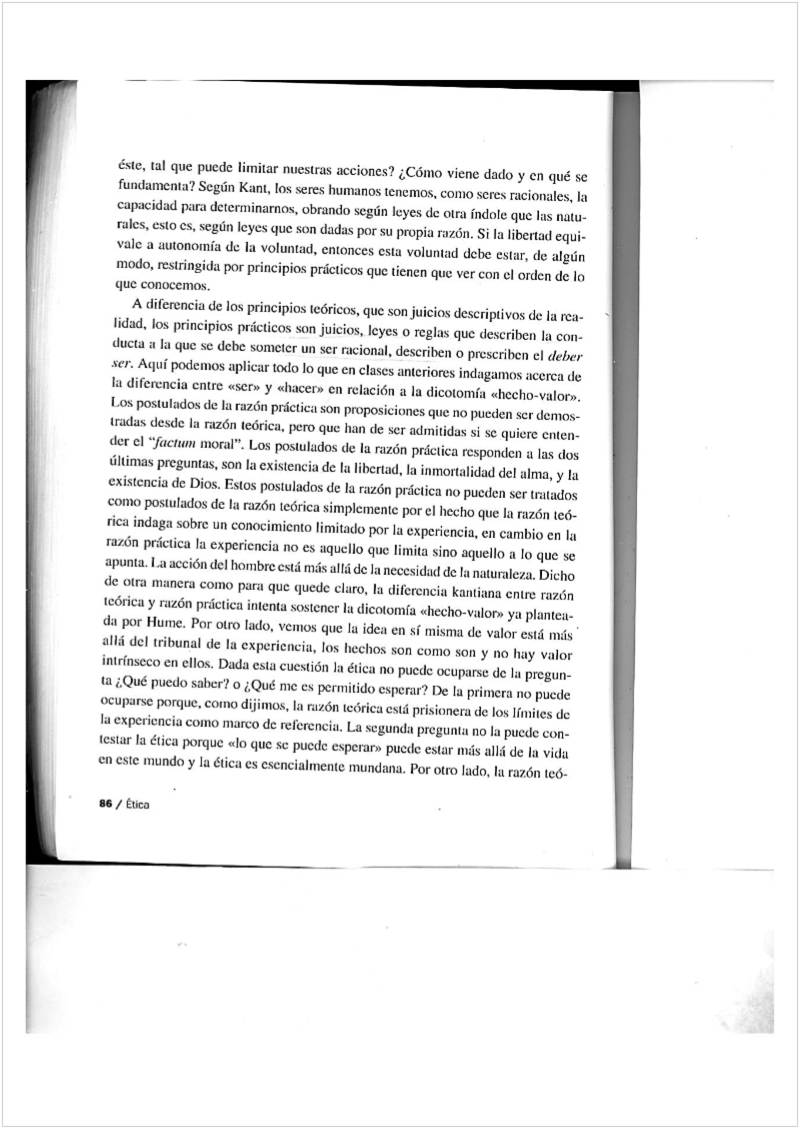 éste, tal que puede limitar nuestras acciones? ¿Cómo viene dado y en qué se
fundamenta? Según Kant, los seres humanos tenemos, como seres racionales, la
capacidad para determinarnos, obrando según leyes de otra índole que las natu-
rales, esto es, según leyes que son dadas por su propia razón. Si la libertad equi-
vale a autonomía de la voluntad, entonces esta voluntad debe estar, de algún
modo, restringida por principios prácticos que tienen que ver con el orden de lo
que conocemos.
A diferencia de los principios teóricos, que son juicios descriptivos de la rea-
lidad, los principios prácticos son juicios, leyes o reglas que describen la con-
ducta a la que se debe someter un ser racional, describen o prescriben el deber
ser. Aquí podemos aplicar todo lo que en clases anteriores indagamos acerca de
la diferencia entre «ser» y «hacer» en relación a la dicotomía «hecho-valor».
Los postulados de la razón práctica son proposiciones que no pueden ser demos-
tradas desde la razón teórica, pero que han de ser admitidas si se quiere enten-
der el “factum moral”. Los postulados de la razón práctica responden a las dos
últimas preguntas, son la existencia de la libertad, la inmortalidad del alma, y la
existencia de Dios. Estos postulados de la razón práctica no pueden ser tratados
como postulados de la razón teórica simplemente por el hecho que la razón teó-
rica indaga sobre un conocimiento limitado por la experiencia, en cambio en la
razón práctica la experiencia no es aquello que limita sino aquello a lo que se
apunta. La acción del hombre está más allá de la necesidad de la naturaleza. Dicho
de otra manera como para que quede claro, la diferencia kantiana entre razón
teórica y razón práctica intenta sostener la dicotomía «hecho-valor» ya plantea-
da por Hume. Por otro lado, vemos que la idea en sí misma de valor está más
allá del tribunal de la experiencia, los hechos son como son y no hay valor
intrínseco en ellos. Dada esta cuestión la ética no puede ocuparse de la pregun-
ta ¿Qué puedo saber? o ¿Qué me es permitido esperar? De la primera no puede
ocuparse porque, como dijimos, la razón teórica está prisionera de los límites de
la experiencia como marco de referencia. La segunda pregunta no la puede con-
testar la ética porque «lo que se puede esperar» puede estar más allá de la vida
en este mundo y la ética es esencialmente mundana. Por otro lado, la razón teó-
86 / Ética